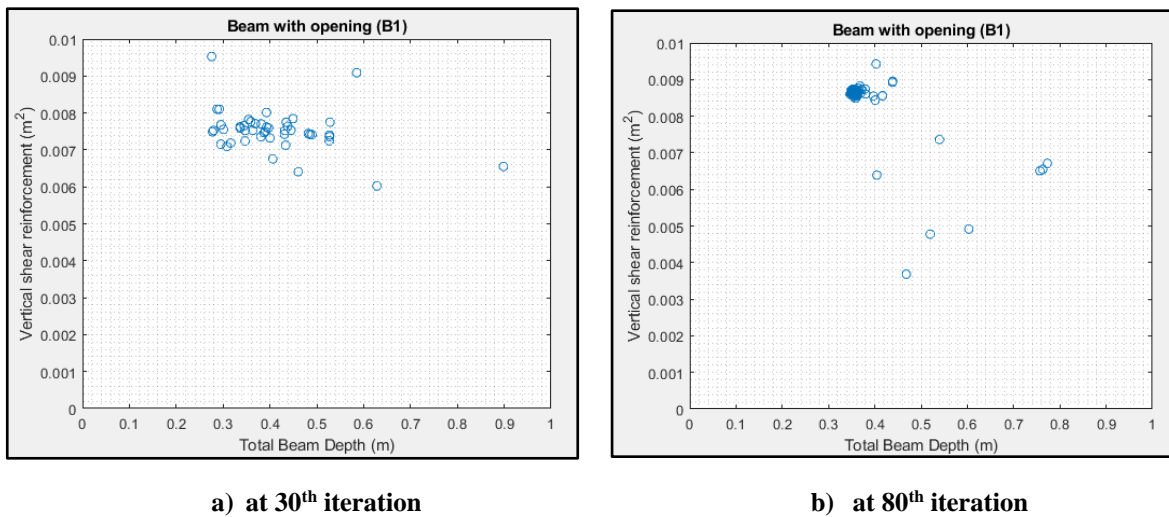 Beam with opening (B1)
0.01
0.009
0.008
0.007
0.006
0.005
0.004
0.003
0.002
0.001
0
Vertical shear reinforcement (m²)
0 0.1 0.2 0.3 0.4 0.5 0.6 0.7 0.8 0.9 1
Total Beam Depth (m)
a) at 30th iteration
Beam with opening (B1)
0.01
0.009
0.008
0.007
0.006
0.005
0.004
0.003
0.002
0.001
0
Vertical shear reinforcement (m²)
0 0.1 0.2 0.3 0.4 0.5 0.6 0.7 0.8 0.9 1
Total Beam Depth (m)
b) at 80th iteration